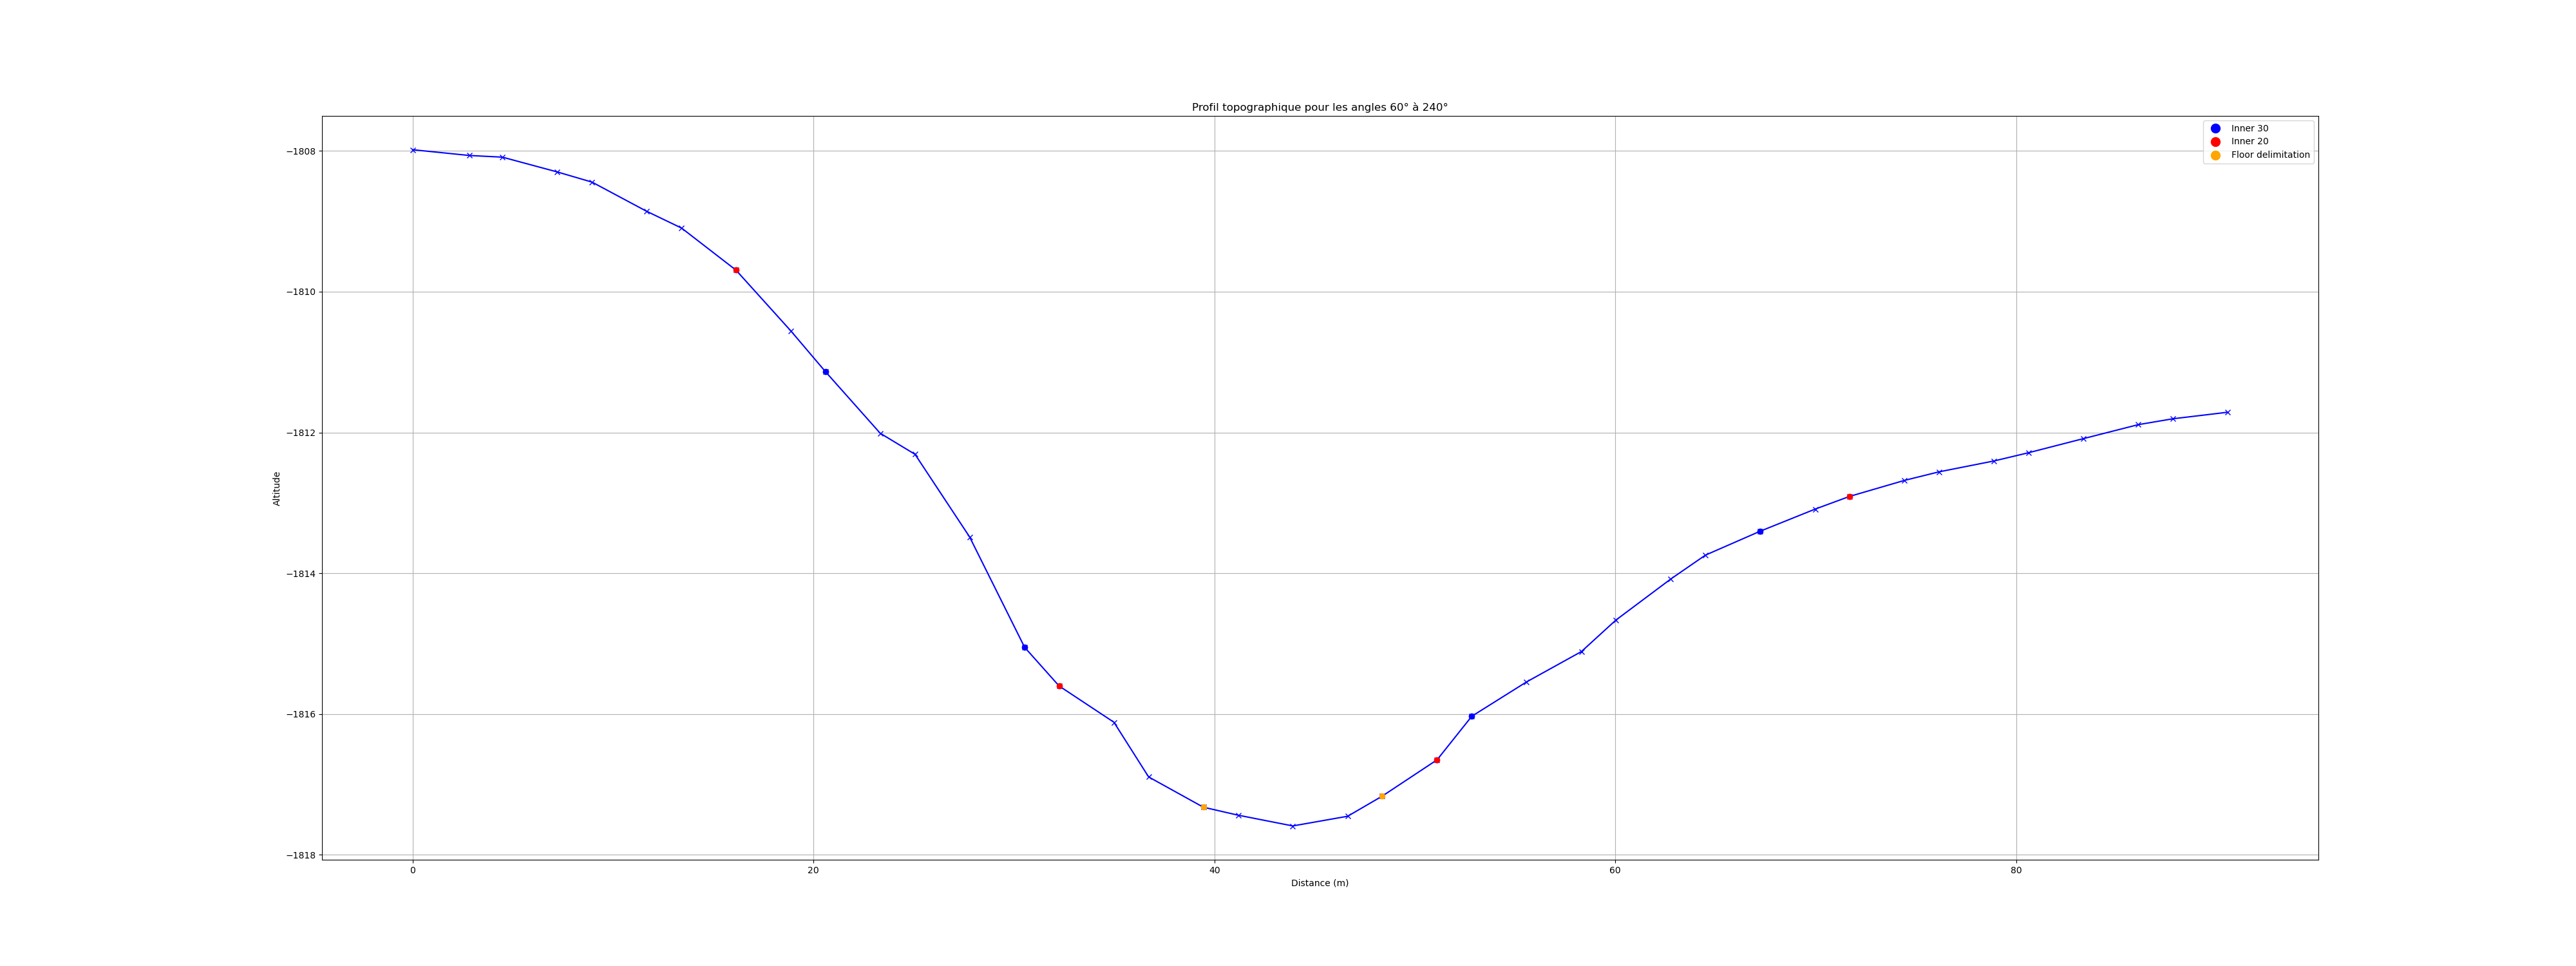 Profil topographique pour les angles 60° à 240°
Inner 30
Inner 20
Floor delimitation
−1808
−1810
−1812
−1814
−1816
−1818
Altitude
0 20 40 60 80
Distance (m)